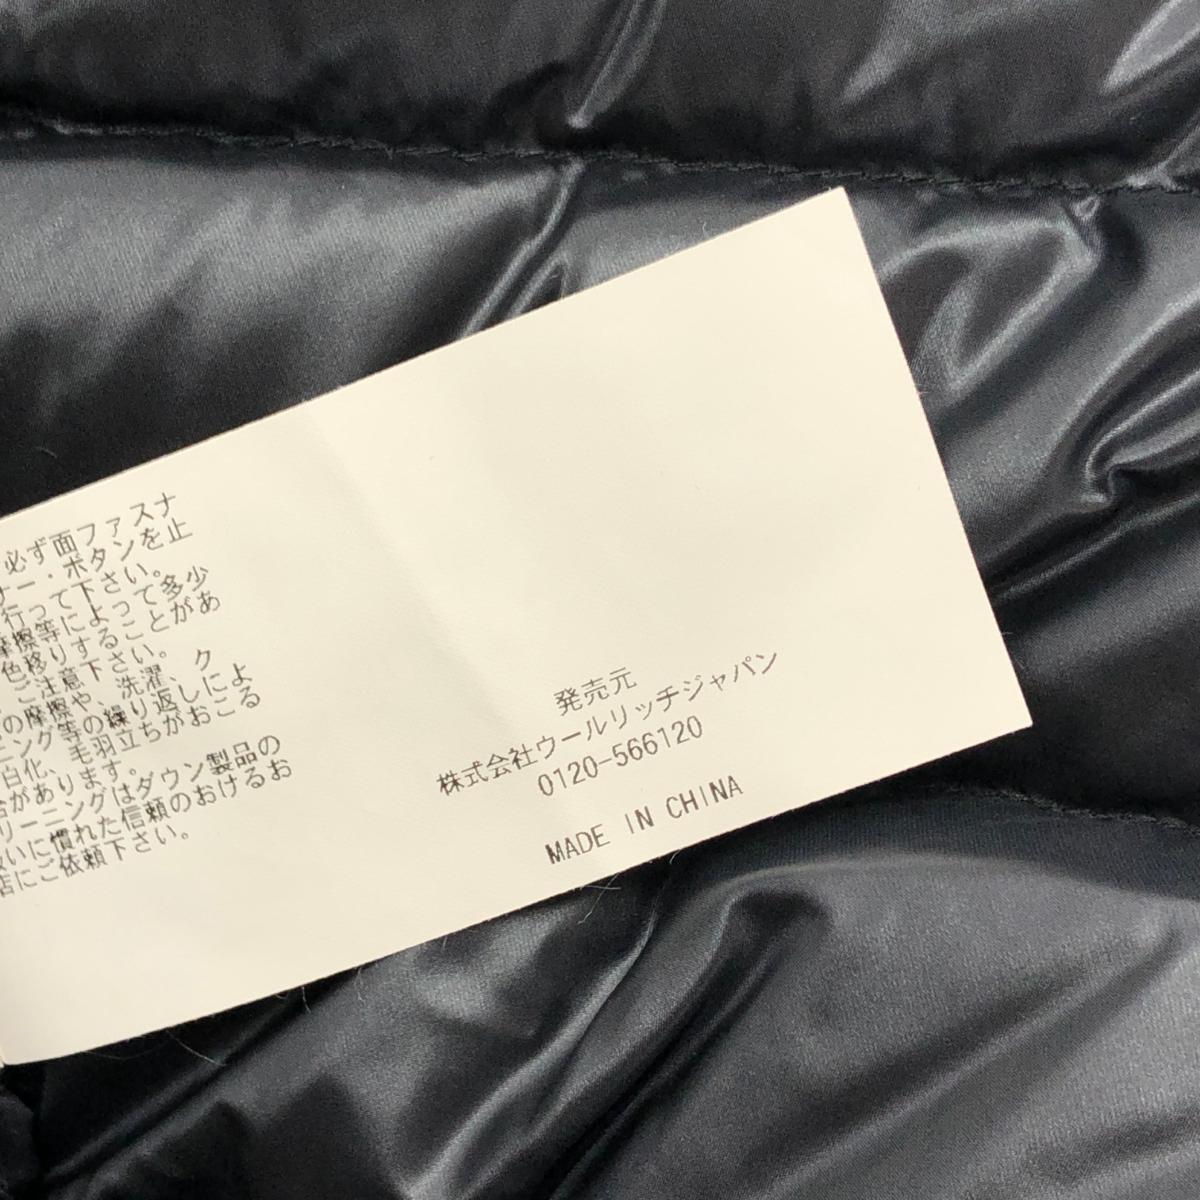 必ず面ファスナ
ナー・ボタンを止
行って下さい。
摩擦等によって多少
色移りすることがあ
ご注意下さい。
の摩擦や、洗濯、ク
ニング等の繰り返しによ
白化、毛羽立ちがおこる
合があります。
リーニングはダウン製品の
扱いに慣れた信頼のおけるお
店にご依頼下さい。
発売元
株式会社ウールリッチジャパン
0120-566120
MADE IN CHINA